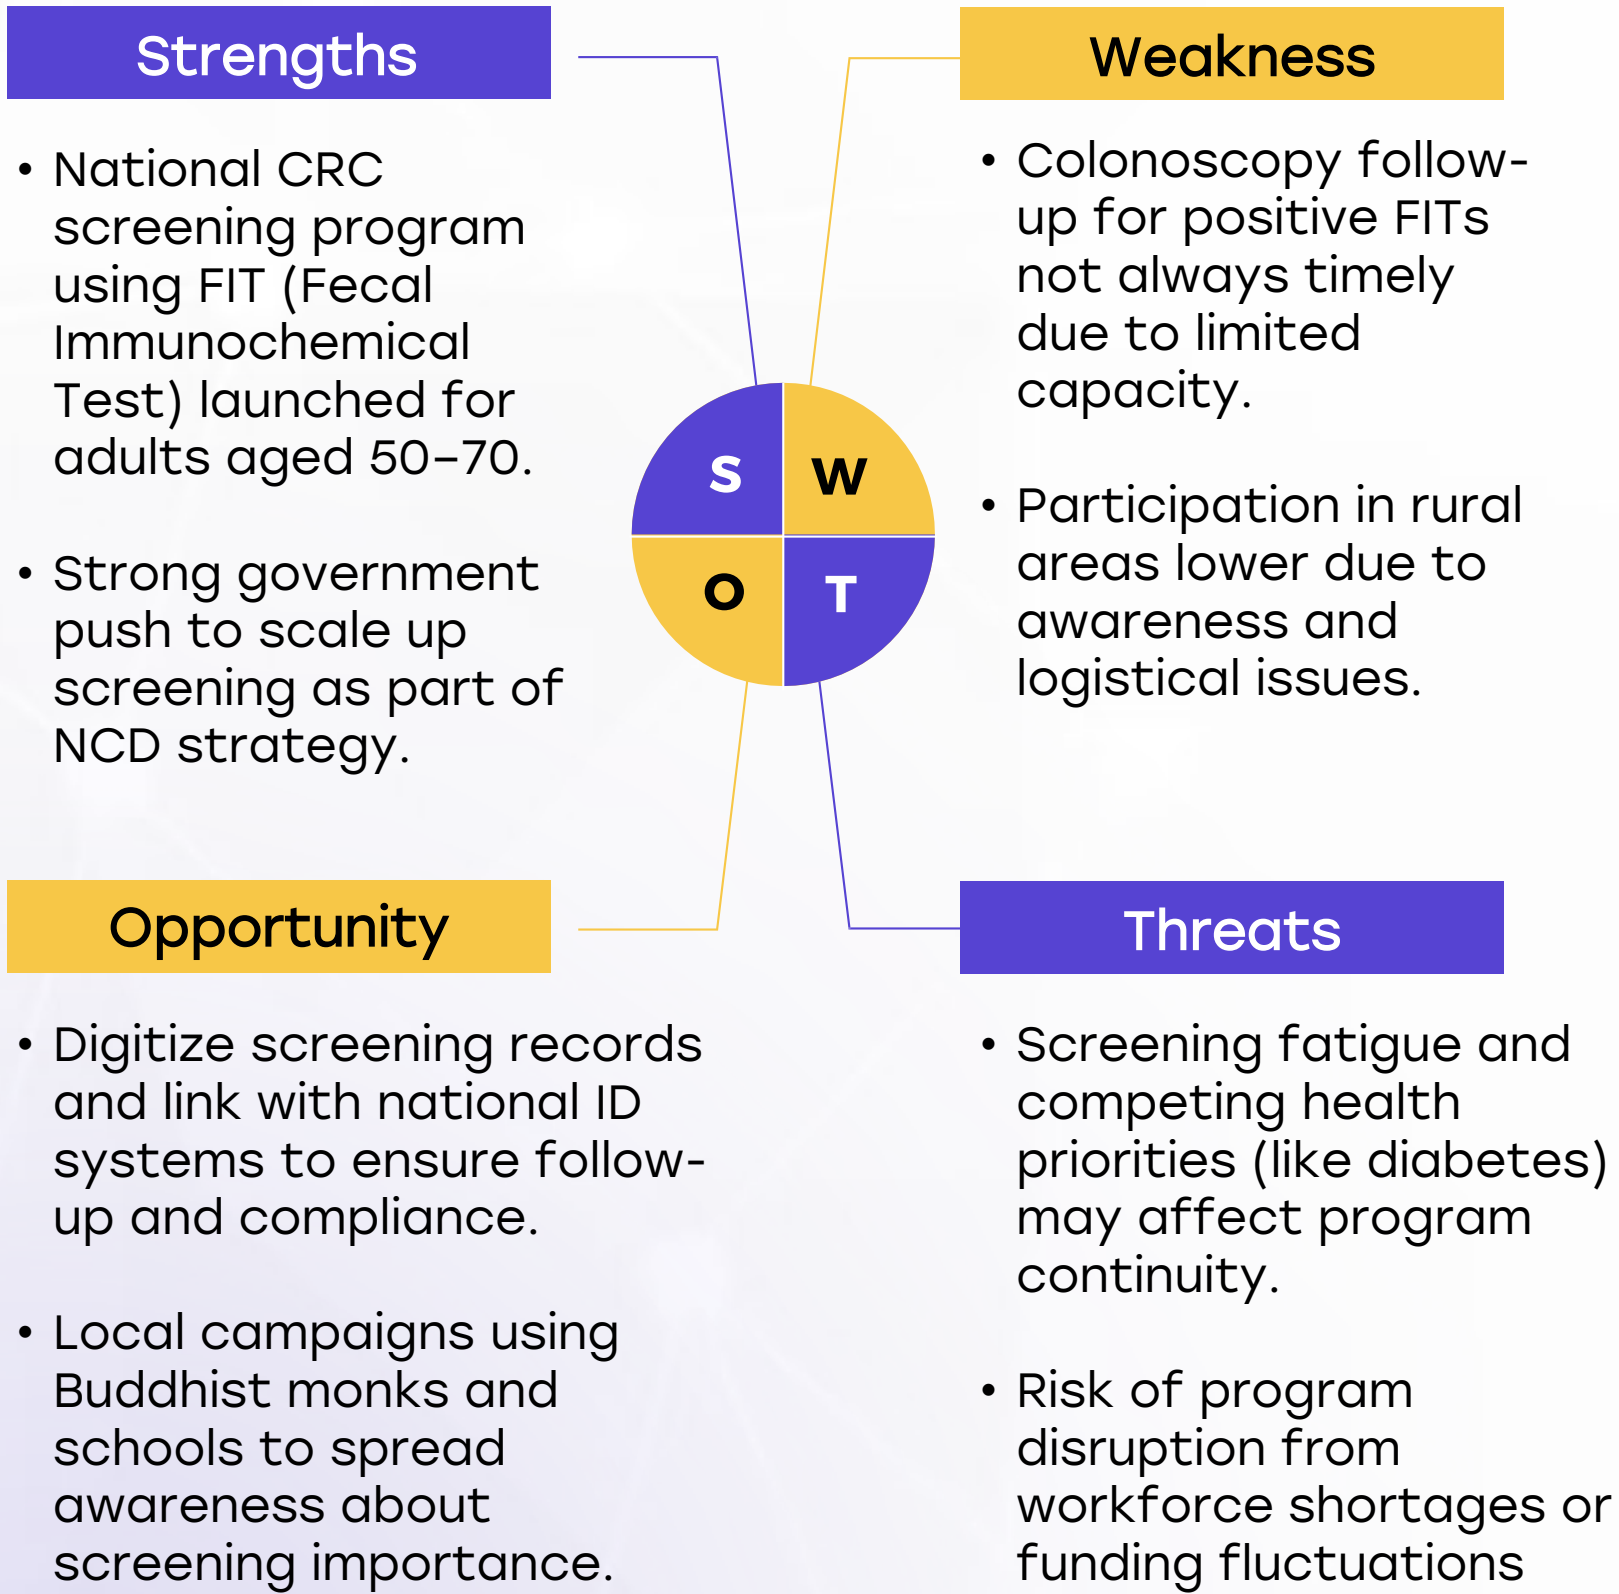 Strengths
• National CRC
screening program
using FIT (Fecal
Immunochemical
Test) launched for
adults aged 50–70.
• Strong government
push to scale up
screening as part of
NCD strategy.
Weakness
• Colonoscopy follow-
up for positive FITs
not always timely
due to limited
capacity.
• Participation in rural
areas lower due to
awareness and
logistical issues.
S
W
O
T
Opportunity
• Digitize screening records
and link with national ID
systems to ensure follow-
up and compliance.
• Local campaigns using
Buddhist monks and
schools to spread
awareness about
screening importance.
Threats
• Screening fatigue and
competing health
priorities (like diabetes)
may affect program
continuity.
• Risk of program
disruption from
workforce shortages or
funding fluctuations